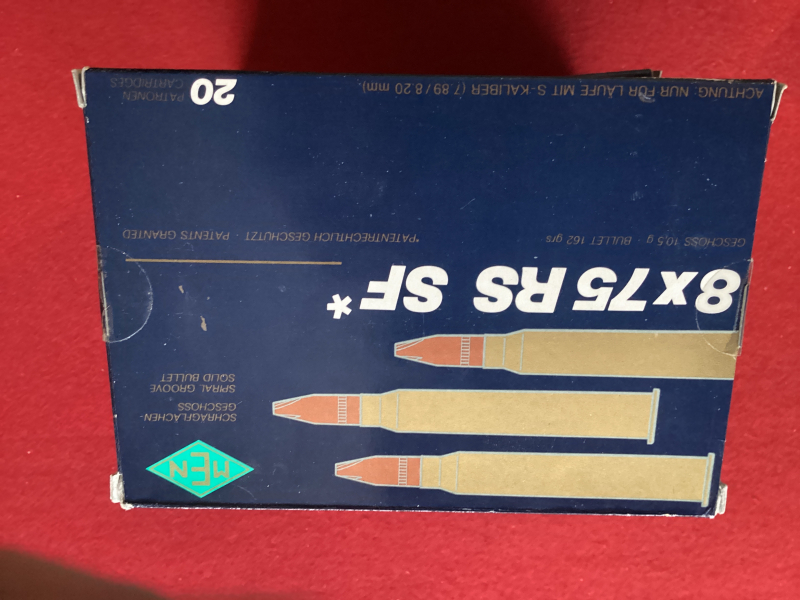 MEN
SCHRÄGFLÄCHEN-
GESCHOSS
SPIRAL GROOVE
SOLID BULLET
8x75 RS SF*
GESCHOSS 10,5 g · BULLET 162 grs
*PATENTRECHTLICH GESCHÜTZT · PATENTS GRANTED
ACHTUNG: NUR FÜR LÄUFE MIT S-KALIBER (7.89/8.20 mm).
20 PATRONEN
CARTRIDGES